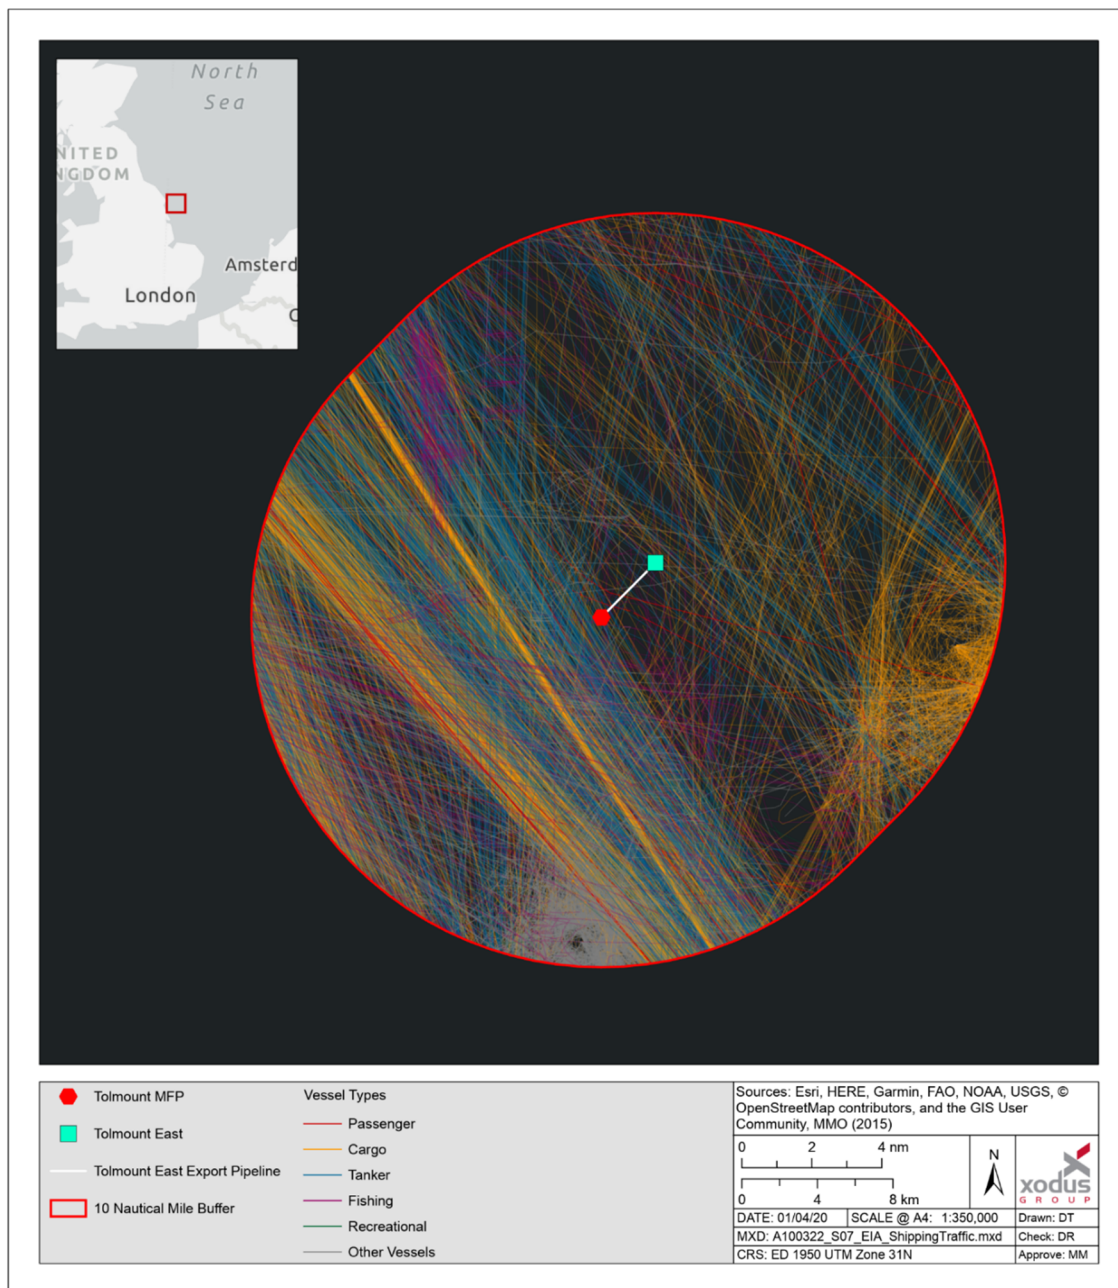 North
Sea
NITED
NGDOM
Amsterd
London
Tolmount MFP
Tolmount East
Tolmount East Export Pipeline
10 Nautical Mile Buffer
Vessel Types
Passenger
Cargo
Tanker
Fishing
Recreational
Other Vessels
Sources: Esri, HERE, Garmin, FAO, NOAA, USGS, ©
OpenStreetMap contributors, and the GIS User
Community, MMO (2015)
0 2 4 nm
0 4 8 km
N
xodus
GROUP
DATE: 01/04/20 SCALE @ A4: 1:350,000 Drawn: DT
MXD: A100322_S07_EIA_ShippingTraffic.mxd Check: DR
CRS: ED 1950 UTM Zone 31N Approve: MM